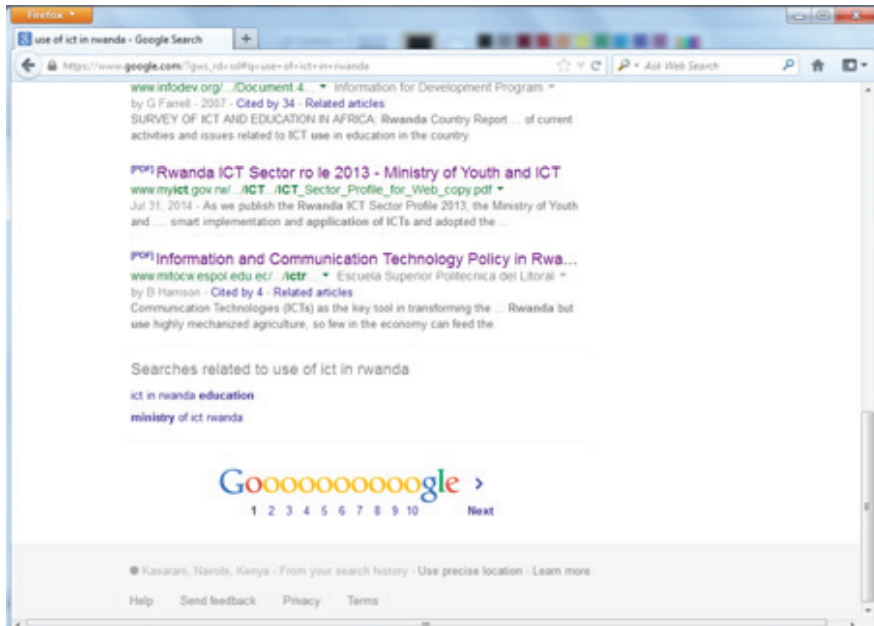 Firefox
use of ict in rwanda - Google Search
https://www.google.com/?gws_rd=ssl#q=use+of+ict+in+rwanda
Ask Web Search
www.infodev.org/.../Document.4... Information for Development Program
by G Farrell - 2007 - Cited by 34 - Related articles
SURVEY OF ICT AND EDUCATION IN AFRICA: Rwanda Country Report ... of current
activities and issues related to ICT use in education in the country.
[PDF] Rwanda ICT Sector ro le 2013 - Ministry of Youth and ICT
www.myict.gov.rw/.../ICT.../ICT_Sector_Profile_for_Web_copy.pdf
Jul 31, 2014 - As we publish the Rwanda ICT Sector Profile 2013, the Ministry of Youth
and .... smart implementation and application of ICTs and adopted the ...
[PDF] Information and Communication Technology Policy in Rwa...
www.mitocw.espol.edu.ec/.../ictr... Escuela Superior Politecnica del Litoral
by B Harrison - Cited by 4 - Related articles
Communication Technologies (ICTs) as the key tool in transforming the ... Rwanda but
use highly mechanized agriculture, so few in the economy can feed the
Searches related to use of ict in rwanda
ict in rwanda education
ministry of ict rwanda
Goooooooooogle >
1 2 3 4 5 6 7 8 9 10 Next
Kasarani, Nairobi, Kenya - From your search history - Use precise location - Learn more
Help Send feedback Privacy Terms